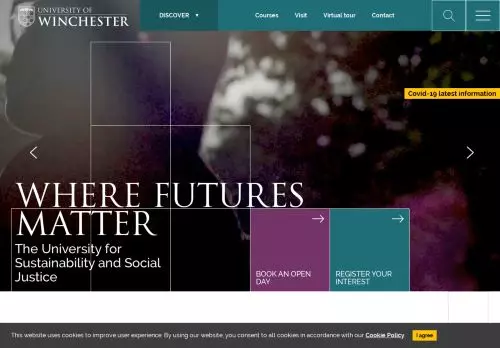 UNIVERSITY OF
WINCHESTER
DISCOVER ▼
Courses
Visit
Virtual tour
Contact
Covid-19 latest information
WHERE FUTURES
MATTER
The University for
Sustainability and Social
Justice
BOOK AN OPEN
DAY
REGISTER YOUR
INTEREST
This website uses cookies to improve user experience. By using our website, you consent to all cookies in accordance with our Cookie Policy
I agree